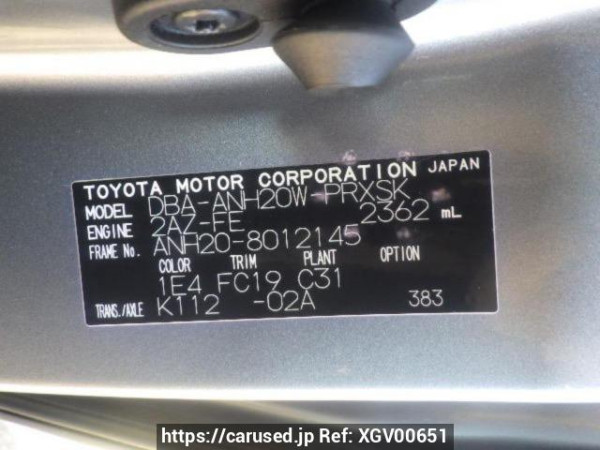 TOYOTA MOTOR CORPORATION JAPAN
MODEL DBA-ANH20W-PRXSK
ENGINE 2AZ-FE 2362 mL
FRAME No. ANH20-8012145
COLOR TRIM PLANT OPTION
1E4 FC19 C31
TRANS./AXLE K112 -02A 383
https://carused.jp Ref: XGV00651